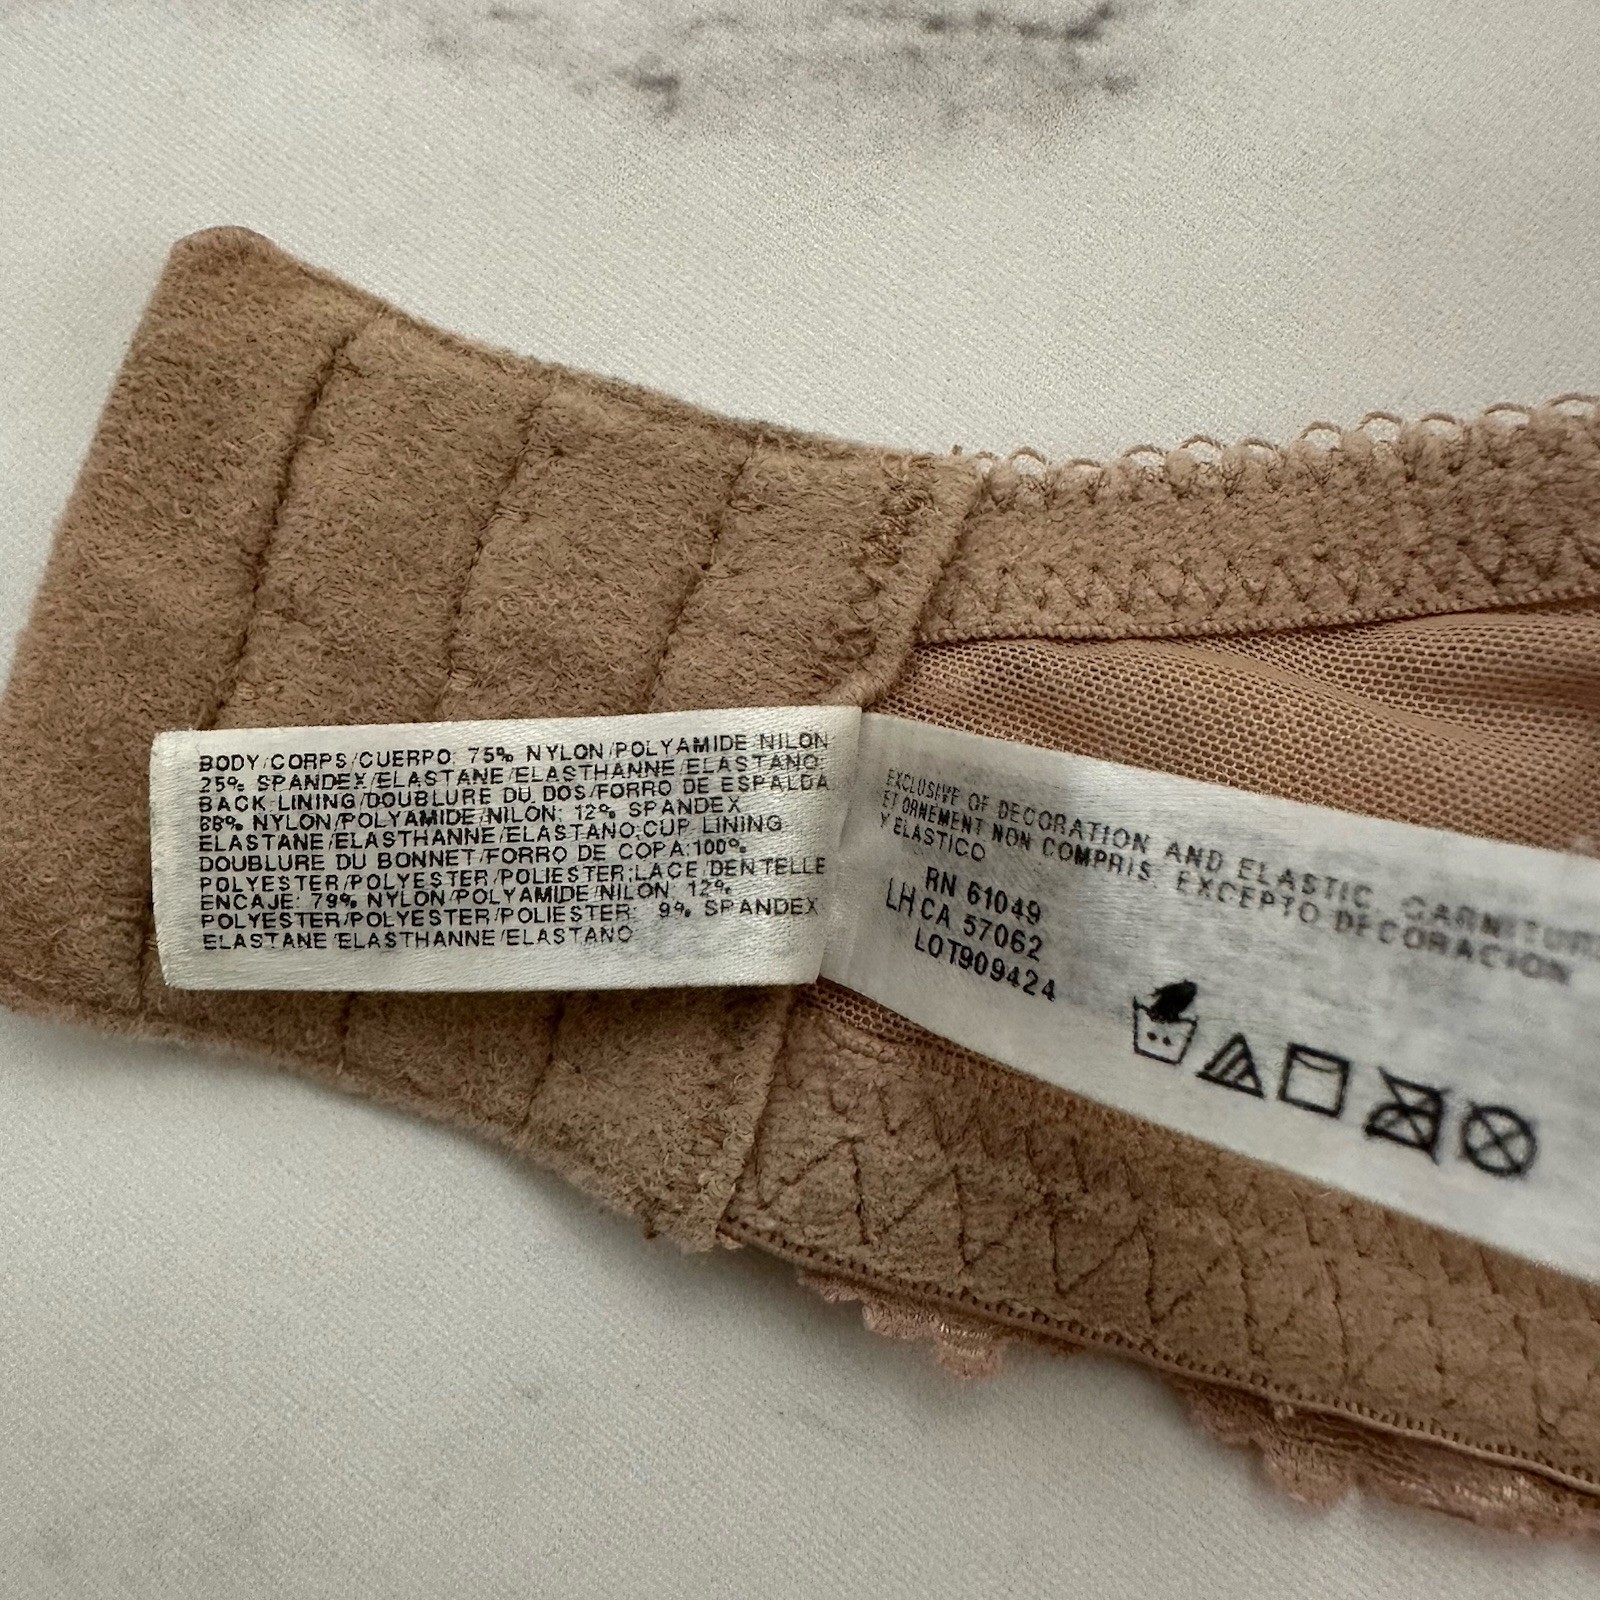 BODY/CORPS/CUERPO: 75% NYLON/POLYAMIDE NILON
25% SPANDEX/ELASTANE/ELASTHANNE/ELASTANO;
BACK LINING/DOUBLURE DU DOS/FORRO DE ESPALDA
88% NYLON/POLYAMIDE/NILON; 12% SPANDEX
ELASTANE/ELASTHANNE/ELASTANO;CUP LINING
DOUBLURE DU BONNET/FORRO DE COPA:100%
POLYESTER/POLYESTER/POLIESTER;LACE/DENTELLE
ENCAJE: 79% NYLON/POLYAMIDE/NILON; 12%
POLYESTER/POLYESTER/POLIESTER; 9% SPANDEX
ELASTANE/ELASTHANNE/ELASTANO
EXCLUSIVE OF DECORATION AND ELASTIC, GARNITURE
ET ORNEMENT NON COMPRIS. EXCEPTO DECORACION
Y ELASTICO
RN 61049
LH CA 57062
LOT909424